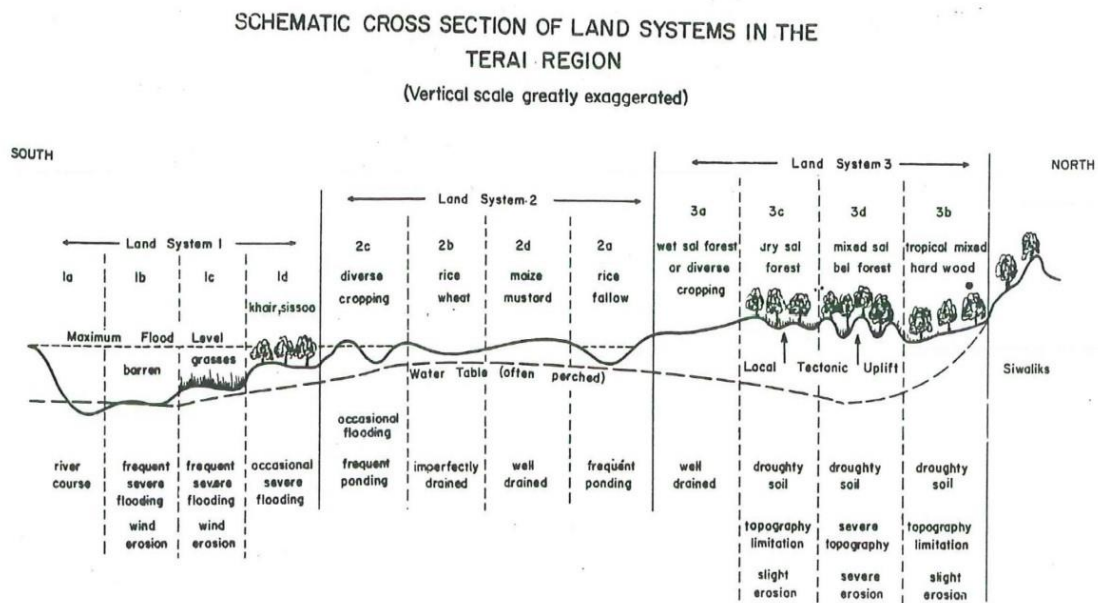 SCHEMATIC CROSS SECTION OF LAND SYSTEMS IN THE
TERAI REGION
(Vertical scale greatly exaggerated)
SOUTH
NORTH
Land System 1
Land System-2
Land System 3
1a
1b
1c
1d
khair, sissoo
2c
diverse
cropping
2b
rice
wheat
2d
maize
mustard
2a
rice
fallow
3a
wet sal forest
or diverse
cropping
3c
dry sal
forest
3d
mixed sal
bel forest
3b
tropical mixed
hard wood
Maximum Flood Level
barren
grasses
Water Table (often perched)
Local Tectonic Uplift
Siwaliks
river
course
frequent
severe
flooding
wind
erosion
frequent
severe
flooding
wind
erosion
occasional
severe
flooding
occasional
flooding
frequent
ponding
imperfectly
drained
well
drained
frequent
ponding
well
drained
droughty
soil
topography
limitation
slight
erosion
droughty
soil
severe
topography
severe
erosion
droughty
soil
topography
limitation
slight
erosion